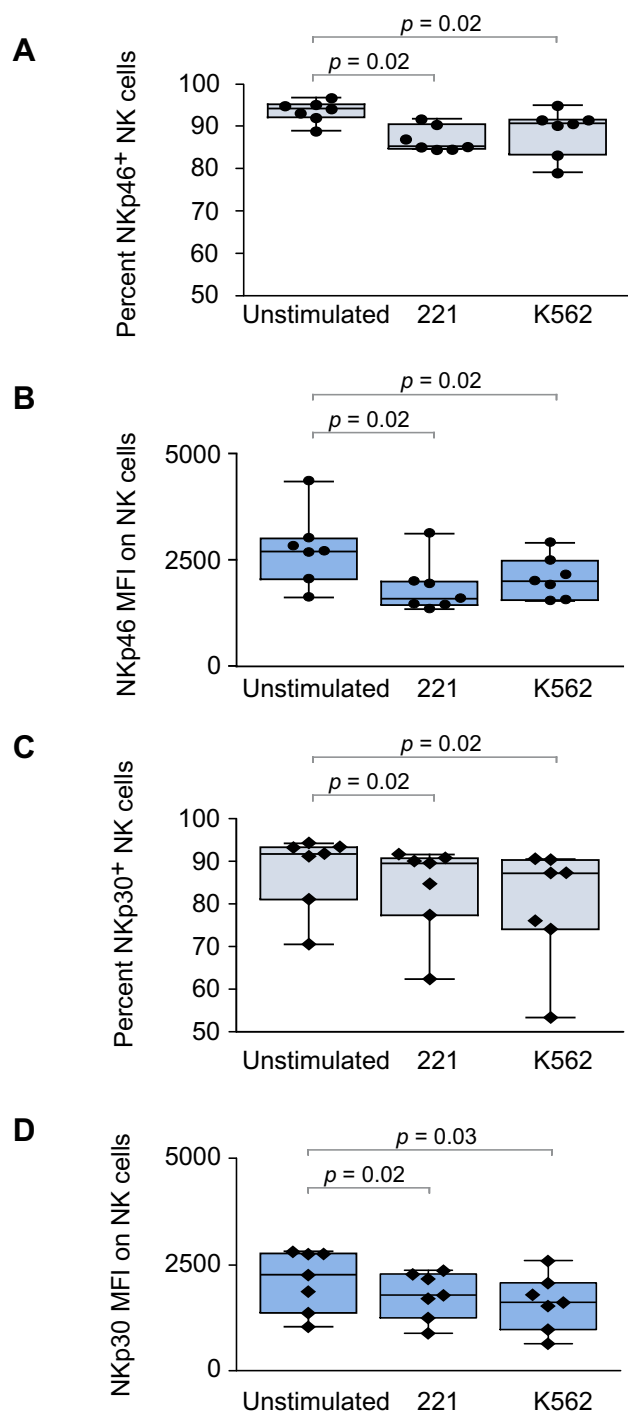 A
p = 0.02
p = 0.02
Percent NKp46+ NK cells
100
90
80
70
60
50
Unstimulated 221 K562
B
p = 0.02
p = 0.02
NKp46 MFI on NK cells
5000
2500
0
Unstimulated 221 K562
C
p = 0.02
p = 0.02
Percent NKp30+ NK cells
100
90
80
70
60
50
Unstimulated 221 K562
D
p = 0.03
p = 0.02
NKp30 MFI on NK cells
5000
2500
0
Unstimulated 221 K562